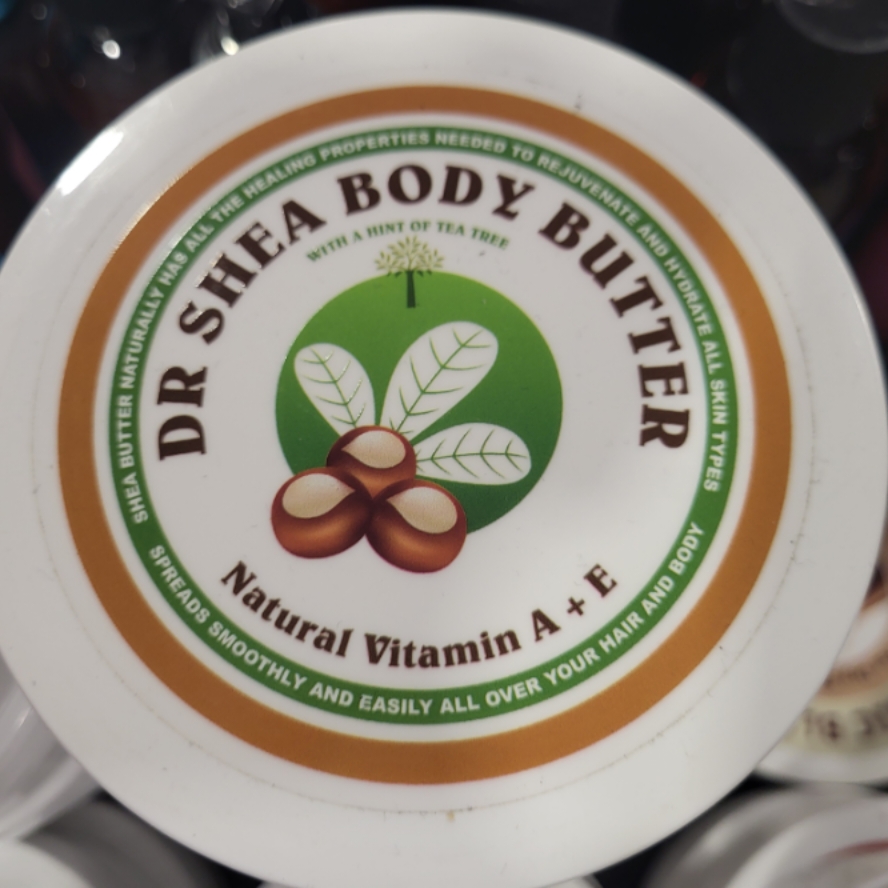 SHEA BUTTER NATURALLY HAS ALL THE HEALING PROPERTIES NEEDED TO REJUVENATE AND HYDRATE ALL SKIN TYPES
DR SHEA BODY BUTTER
WITH A HINT OF TEA TREE
Natural Vitamin A + E
SPREADS SMOOTHLY AND EASILY ALL OVER YOUR HAIR AND BODY